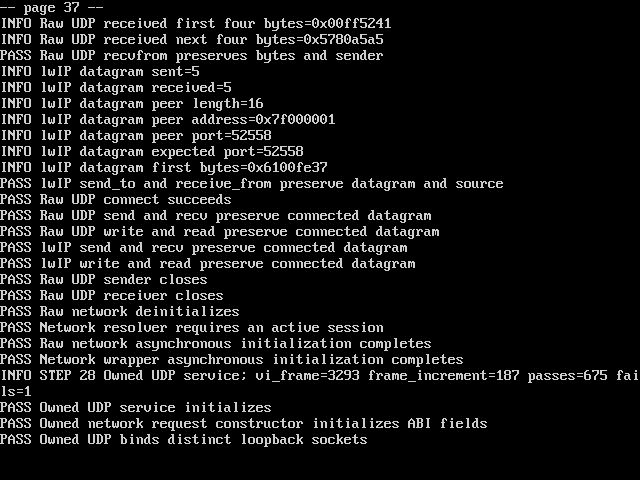 -- page 37 --
INFO Raw UDP received first four bytes=0x00ff5241
INFO Raw UDP received next four bytes=0x5780a5a5
PASS Raw UDP recvfrom preserves bytes and sender
INFO lwIP datagram sent=5
INFO lwIP datagram received=5
INFO lwIP datagram peer length=16
INFO lwIP datagram peer address=0x7f000001
INFO lwIP datagram peer port=52558
INFO lwIP datagram expected port=52558
INFO lwIP datagram first bytes=0x6100fe37
PASS lwIP send_to and receive_from preserve datagram and source
PASS Raw UDP connect succeeds
PASS Raw UDP send and recv preserve connected datagram
PASS Raw UDP write and read preserve connected datagram
PASS lwIP send and recv preserve connected datagram
PASS lwIP write and read preserve connected datagram
PASS Raw UDP sender closes
PASS Raw UDP receiver closes
PASS Raw network deinitializes
PASS Network resolver requires an active session
PASS Raw network asynchronous initialization completes
PASS Network wrapper asynchronous initialization completes
INFO STEP 28 Owned UDP service; vi_frame=3293 frame_increment=187 passes=675 fai
ls=1
PASS Owned UDP service initializes
PASS Owned network request constructor initializes ABI fields
PASS Owned UDP binds distinct loopback sockets